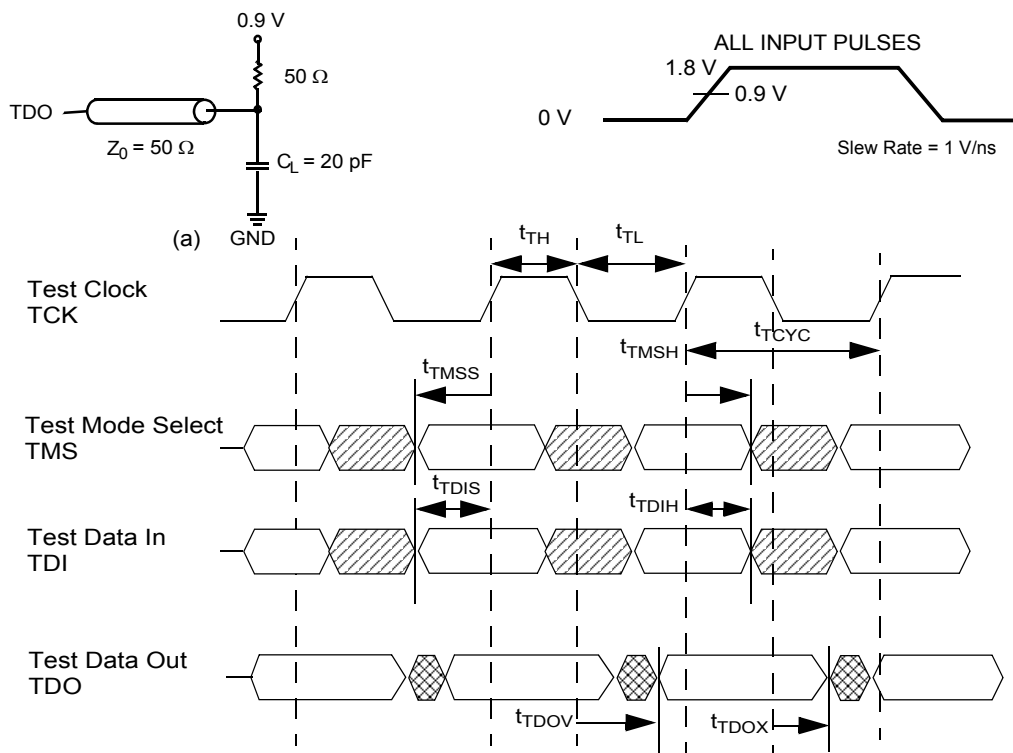 0.9 V
50 Ω
TDO
Z0 = 50 Ω
CL = 20 pF
(a)
GND
ALL INPUT PULSES
1.8 V
0.9 V
0 V
Slew Rate = 1 V/ns
tTH
tTL
Test Clock
TCK
tTMSH
tTCYC
tTMSS
Test Mode Select
TMS
tTDIS
tTDIH
Test Data In
TDI
Test Data Out
TDO
tTDOV
tTDOX